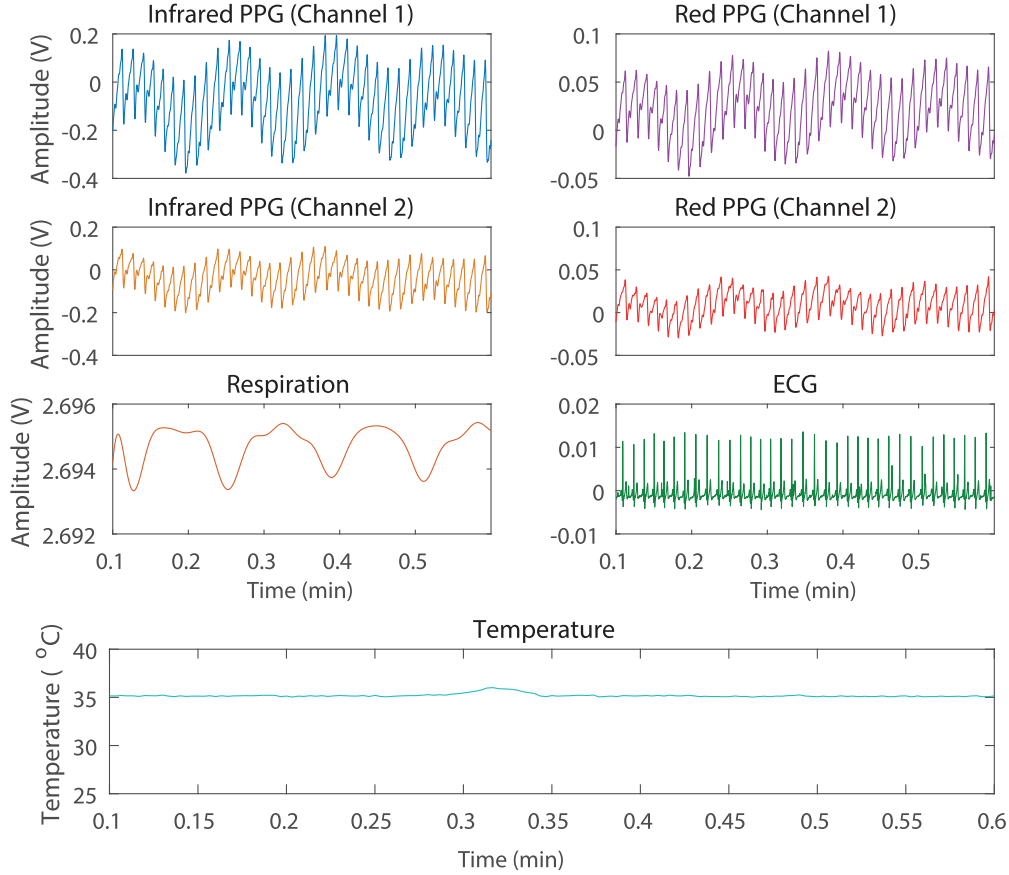 Infrared PPG (Channel 1)
Red PPG (Channel 1)
Amplitude (V)
0.2
0
-0.2
-0.4
0.1
0.05
0
-0.05
Infrared PPG (Channel 2)
Red PPG (Channel 2)
Amplitude (V)
0.2
0
-0.2
-0.4
0.1
0.05
0
-0.05
Respiration
ECG
Amplitude (V)
2.696
2.694
2.692
0.02
0.01
0
-0.01
0.1 0.2 0.3 0.4 0.5
0.1 0.2 0.3 0.4 0.5
Time (min)
Time (min)
Temperature
Temperature ( °C)
40
35
30
25
0.1 0.15 0.2 0.25 0.3 0.35 0.4 0.45 0.5 0.55 0.6
Time (min)